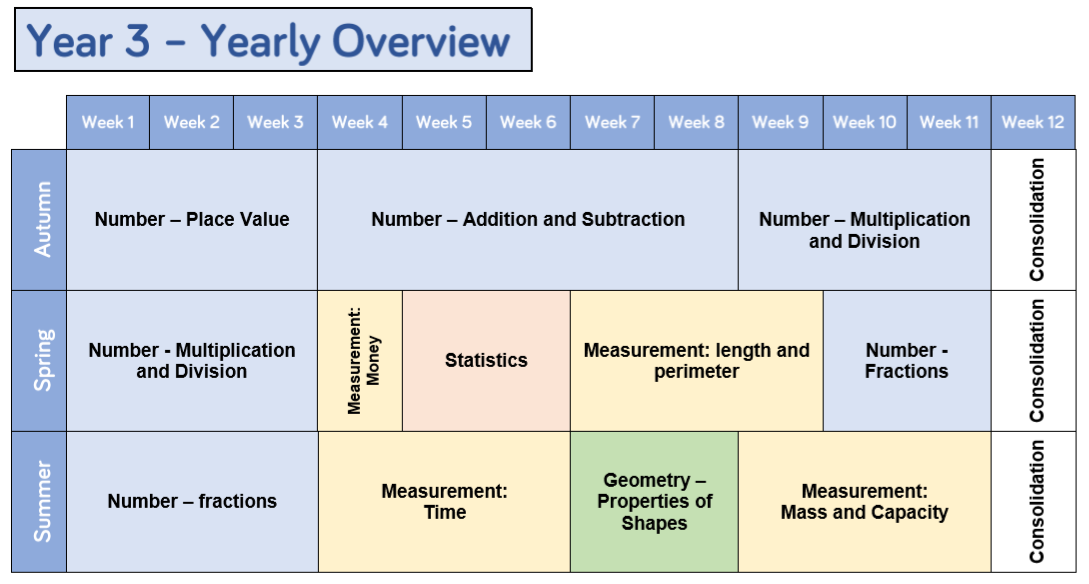 Year 3 – Yearly Overview
Week 1 Week 2 Week 3 Week 4 Week 5 Week 6 Week 7 Week 8 Week 9 Week 10 Week 11 Week 12
Autumn
Number – Place Value
Number – Addition and Subtraction
Number – Multiplication
and Division
Consolidation
Spring
Number - Multiplication
and Division
Measurement:
Money
Statistics
Measurement: length and
perimeter
Number -
Fractions
Consolidation
Summer
Number – fractions
Measurement:
Time
Geometry –
Properties of
Shapes
Measurement:
Mass and Capacity
Consolidation